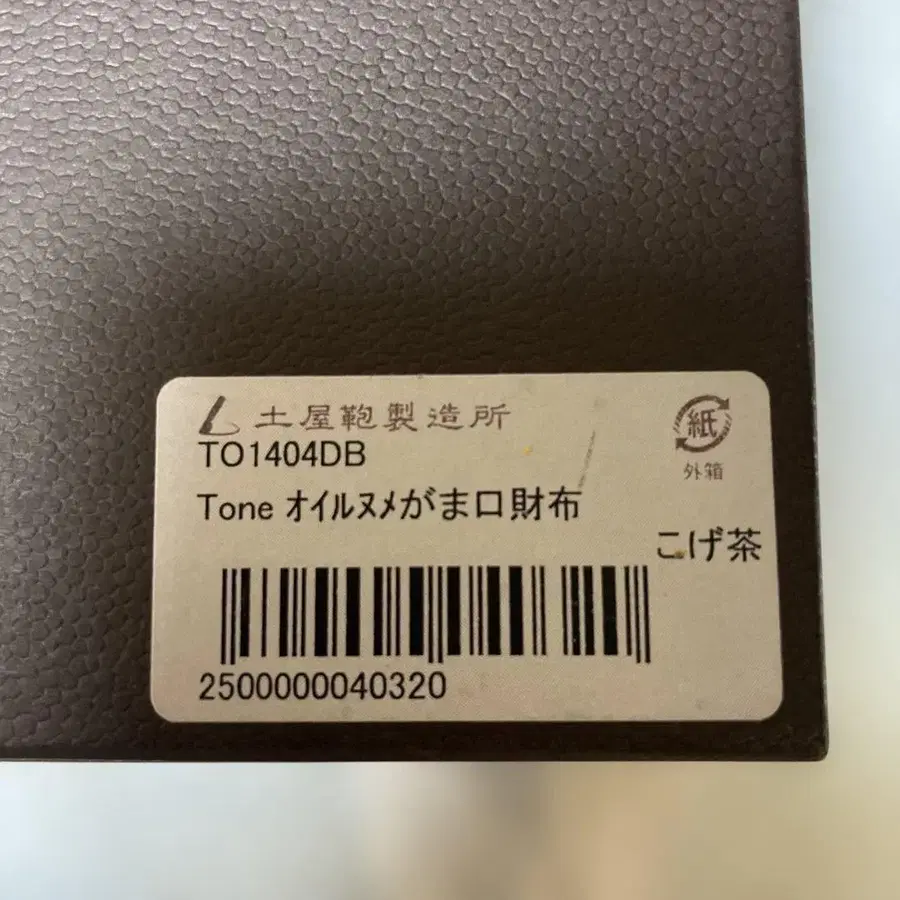 土屋鞄製造所
TO1404DB
紙
外箱
Tone ｵｲﾙﾇﾒがま口財布
こげ茶
2500000040320